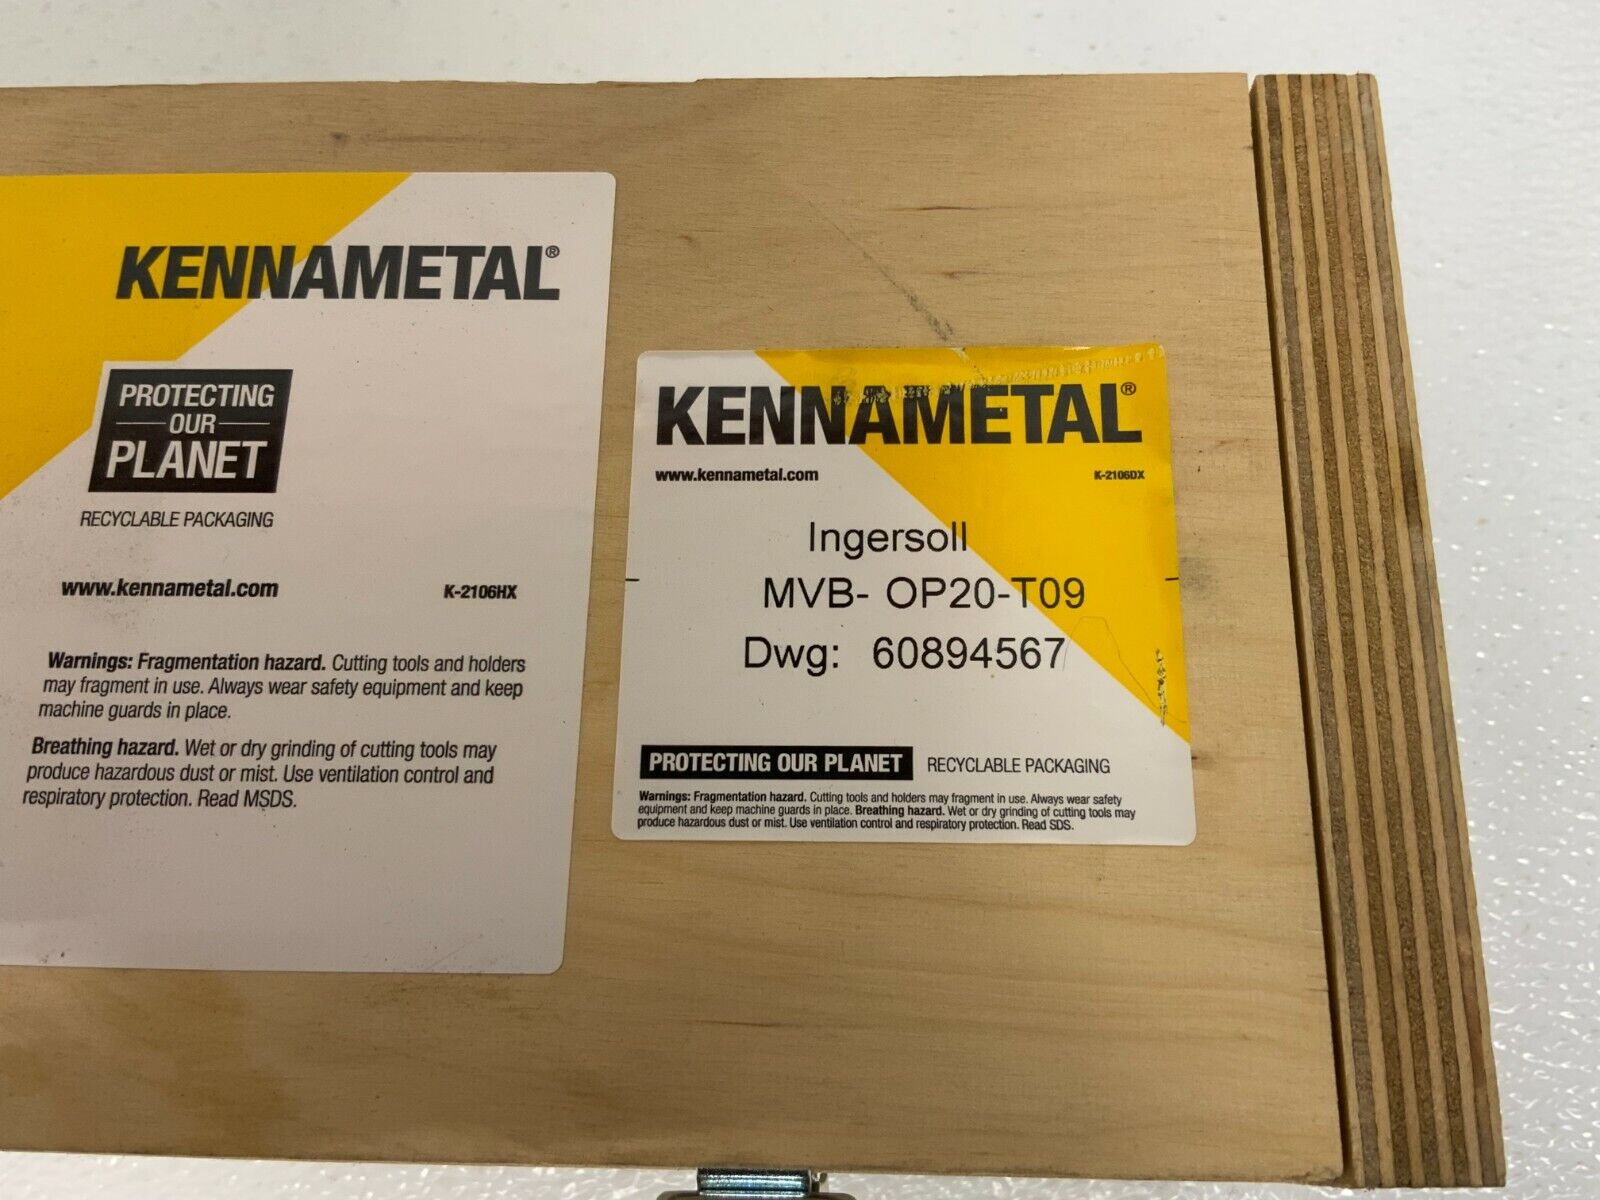 KENNAMETAL®
PROTECTING
OUR
PLANET
RECYCLABLE PACKAGING
www.kennametal.com K-2106HX
Warnings: Fragmentation hazard. Cutting tools and holders
may fragment in use. Always wear safety equipment and keep
machine guards in place.
Breathing hazard. Wet or dry grinding of cutting tools may
produce hazardous dust or mist. Use ventilation control and
respiratory protection. Read MSDS.
KENNAMETAL®
www.kennametal.com K-2106DX
Ingersoll
MVB- OP20-T09
Dwg: 60894567
PROTECTING OUR PLANET RECYCLABLE PACKAGING
Warnings: Fragmentation hazard. Cutting tools and holders may fragment in use. Always wear safety
equipment and keep machine guards in place. Breathing hazard. Wet or dry grinding of cutting tools may
produce hazardous dust or mist. Use ventilation control and respiratory protection. Read SDS.